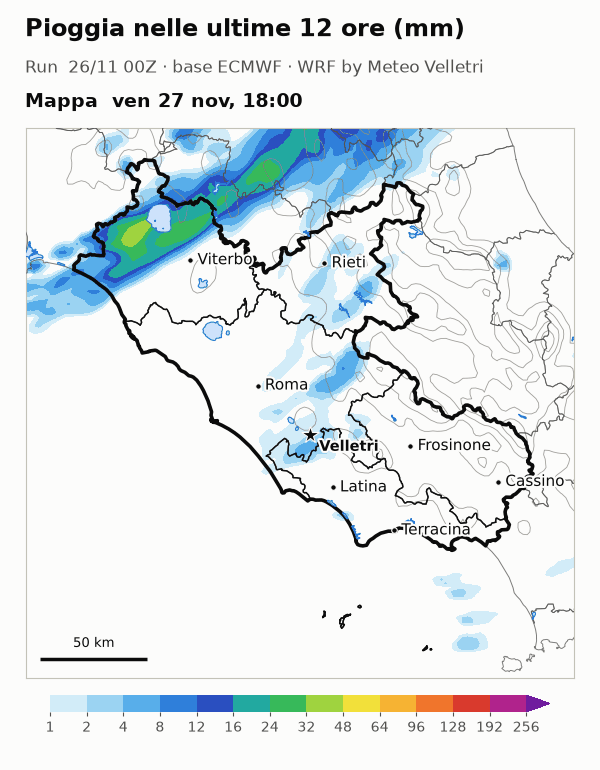 Pioggia nelle ultime 12 ore (mm)
Run 26/11 00Z · base ECMWF · WRF by Meteo Velletri
Mappa ven 27 nov, 18:00
Viterbo
Rieti
Roma
Velletri
Frosinone
Cassino
Latina
Terracina
50 km
1 2 4 8 12 16 24 32 48 64 96 128 192 256